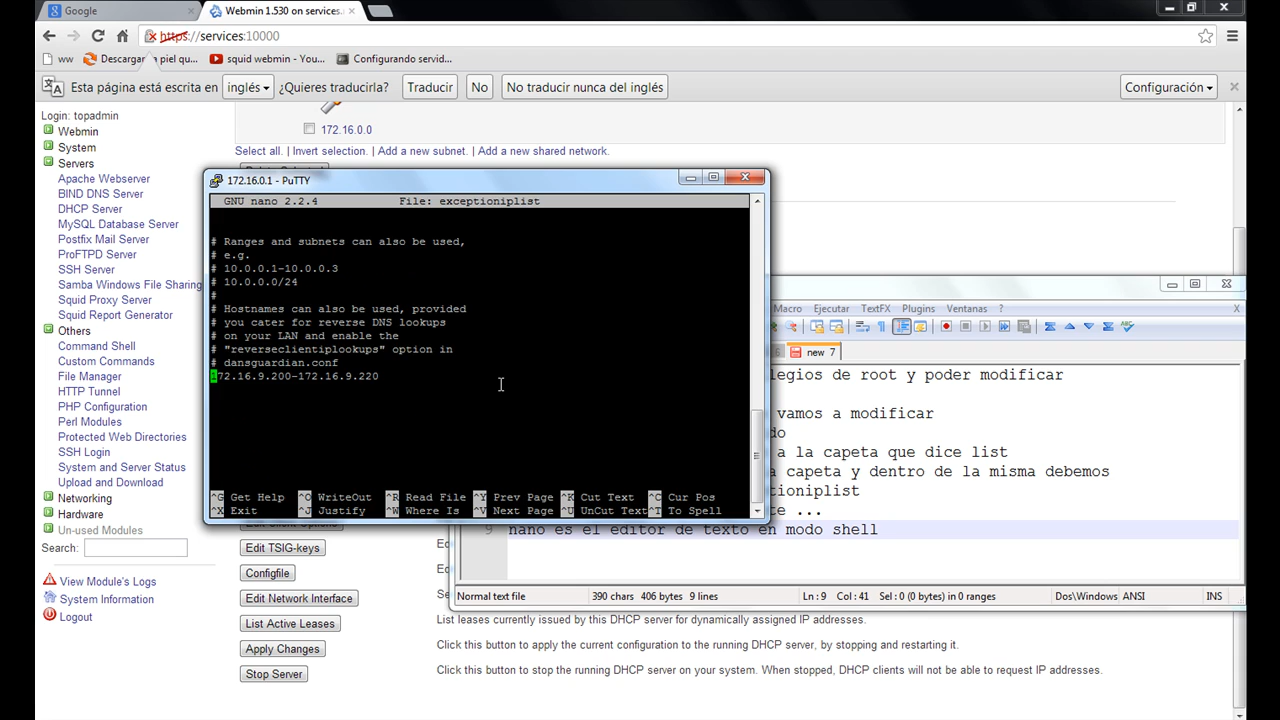 Google
Webmin 1.530 on services.
https://services:10000
ww
Descargar a piel qu...
squid webmin - You...
Configurando servid...
Esta página está escrita en
inglés
¿Quieres traducirla?
Traducir
No
No traducir nunca del inglés
Configuración
Login: topadmin
Webmin
System
Servers
Apache Webserver
BIND DNS Server
DHCP Server
MySQL Database Server
Postfix Mail Server
ProFTPD Server
SSH Server
Samba Windows File Sharing
Squid Proxy Server
Squid Report Generator
Others
Command Shell
Custom Commands
File Manager
HTTP Tunnel
PHP Configuration
Perl Modules
Protected Web Directories
SSH Login
System and Server Status
Upload and Download
Networking
Hardware
Un-used Modules
Search:
View Module's Logs
System Information
Logout
172.16.0.0
Select all. | Invert selection. | Add a new subnet. | Add a new shared network.
172.16.0.1 - PuTTY
GNU nano 2.2.4 File: exceptioniplist
# Ranges and subnets can also be used,
# e.g.
# 10.0.0.1-10.0.0.3
# 10.0.0.0/24
#
# Hostnames can also be used, provided
# you cater for reverse DNS lookups
# on your LAN and enable the
# "reverseclientiplookups" option in
# dansguardian.conf
172.16.9.200-172.16.9.220
^G Get Help ^O WriteOut ^R Read File ^Y Prev Page ^K Cut Text ^C Cur Pos
^X Exit ^J Justify ^W Where Is ^V Next Page ^U UnCut Text ^T To Spell
Macro Ejecutar TextFX Plugins Ventanas ? X
6
new 7
legios de root y poder modificar
vamos a modificar
do
a la capeta que dice list
a capeta y dentro de la misma debemos
tioniplist
te ...
9 nano es el editor de texto en modo shell
Normal text file 390 chars 406 bytes 9 lines Ln : 9 Col : 41 Sel : 0 (0 bytes) in 0 ranges Dos\Windows ANSI INS
Edit Client Options
Edit TSIG-keys
Ed
Configfile
Ed
Edit Network Interface
Se
List Active Leases
List leases currently issued by this DHCP server for dynamically assigned IP addresses.
Apply Changes
Click this button to apply the current configuration to the running DHCP server, by stopping and restarting it.
Stop Server
Click this button to stop the running DHCP server on your system. When stopped, DHCP clients will not be able to request IP addresses.